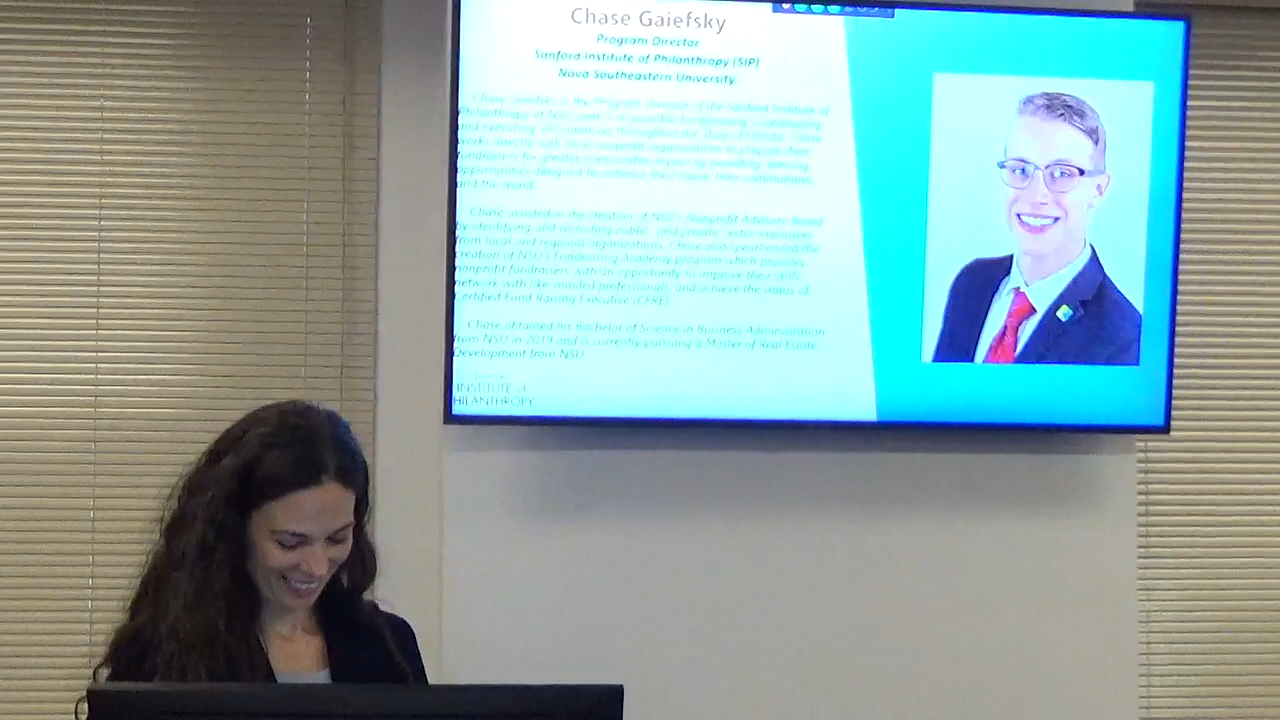 Chase Gaiefsky
Program Director
Sanford Institute of Philanthropy (SIP)
Nova Southeastern University
Chase Gaiefsky is the Program Director of the Sanford Institute of
Philanthropy at NSU and is responsible for planning, coordinating,
and executing SIP initiatives throughout the State of Florida. Chase
works directly with local nonprofit organizations to prepare their
fundraisers for greater measurable impact by providing learning
opportunities designed to enhance their cause, their communities,
and the world.
Chase assisted in the creation of NSU's Nonprofit Advisory Board
by identifying and recruiting public- and private-sector executives
from local and regional organizations. Chase also spearheaded the
creation of NSU's Fundraising Academy program which provides
nonprofit fundraisers with an opportunity to improve their skills,
network with like-minded professionals, and achieve the status of
Certified Fund Raising Executive (CFRE).
Chase obtained his Bachelor of Science in Business Administration
from NSU in 2019 and is currently pursuing a Master of Real Estate
Development from NSU.
INSTITUTE of
HILANTHROPY